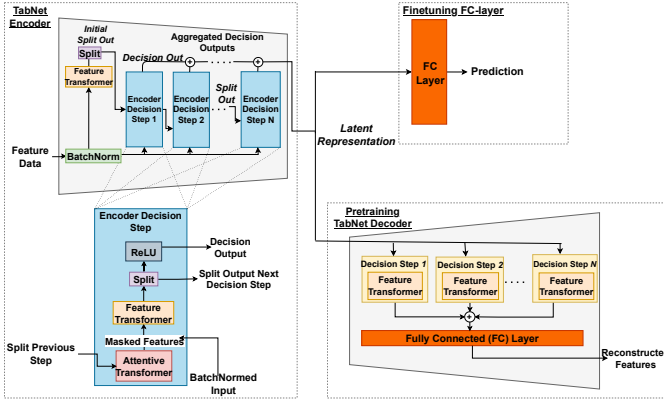 TabNet
Encoder
Initial
Split Out
Split
Feature
Transformer
Decision Out
Aggregated Decision
Outputs
Encoder
Decision
Step 1
Encoder
Decision
Step 2
Split
Out
Encoder
Decision
Step N
Feature
Data
BatchNorm
Finetuning FC-layer
FC
Layer
Prediction
Latent
Representation
Encoder Decision
Step
ReLU
Decision
Output
Split
Split Output Next
Decision Step
Feature
Transformer
Masked Features
Split Previous
Step
Attentive
Transformer
BatchNormed
Input
Pretraining
TabNet Decoder
Decision Step 1
Feature
Transformer
Decision Step 2
Feature
Transformer
Decision Step N
Feature
Transformer
Fully Connected (FC) Layer
Reconstructe
Features